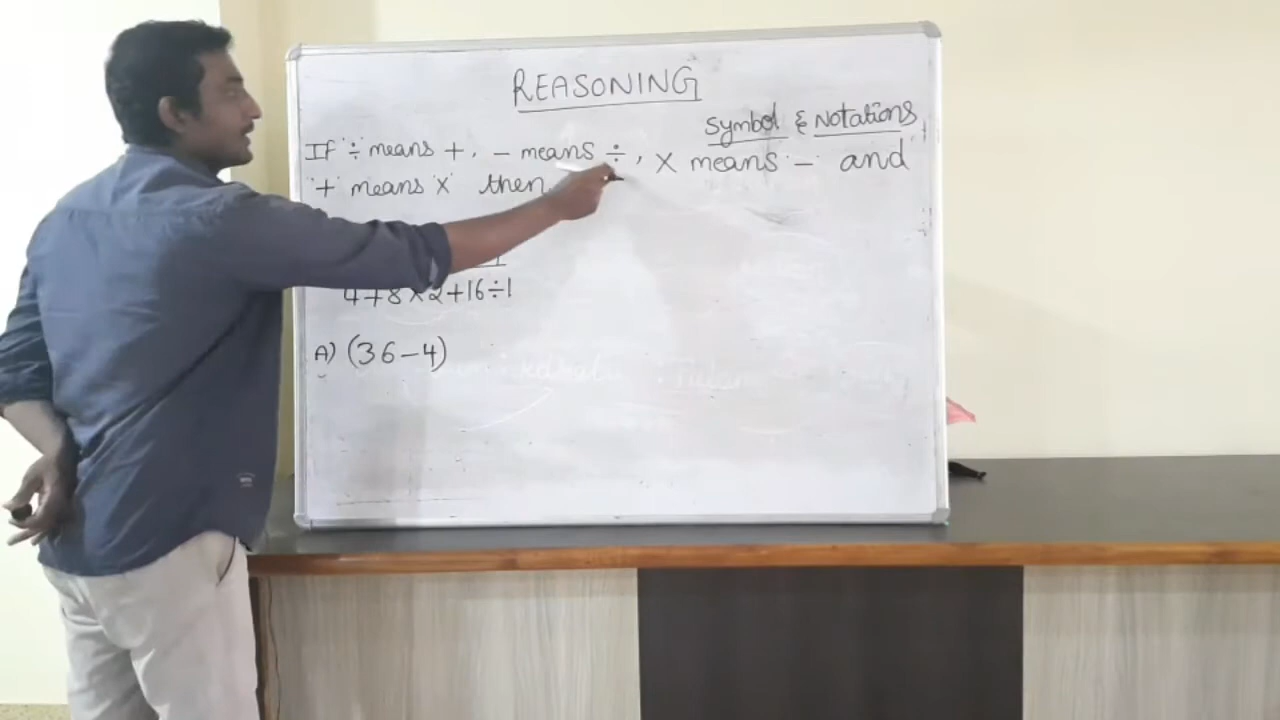 REASONING
Symbol & Notations
If ÷ means +, - means ÷, × means - and
+ means × then
4+8×2+16÷1
A) (36-4)